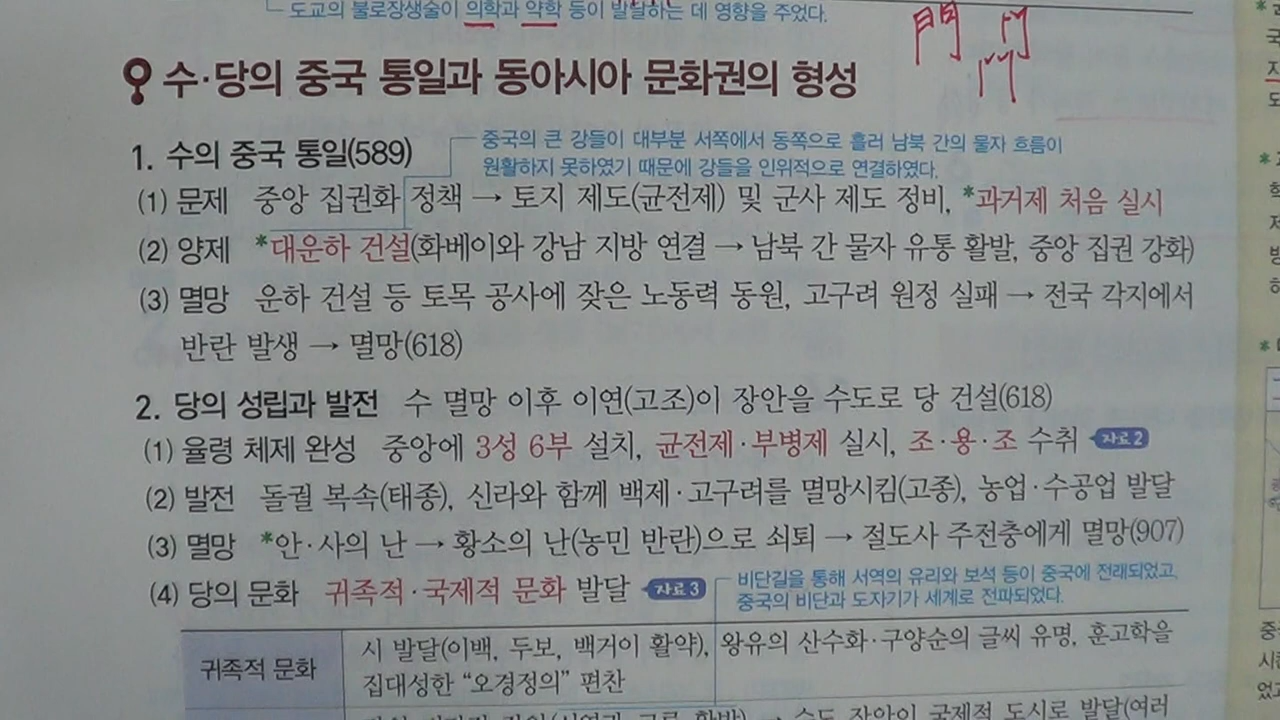 도교의 불로장생술이 의학과 약학 등이 발달하는 데 영향을 주었다.
門 门
수·당의 중국 통일과 동아시아 문화권의 형성
중국의 큰 강들이 대부분 서쪽에서 동쪽으로 흘러 남북 간의 물자 흐름이
원활하지 못하였기 때문에 강들을 인위적으로 연결하였다.
1. 수의 중국 통일(589)
(1) 문제 중앙 집권화 정책 → 토지 제도(균전제) 및 군사 제도 정비, *과거제 처음 실시
(2) 양제 *대운하 건설(화베이와 강남 지방 연결 → 남북 간 물자 유통 활발, 중앙 집권 강화)
(3) 멸망 운하 건설 등 토목 공사에 잦은 노동력 동원, 고구려 원정 실패 → 전국 각지에서
반란 발생 → 멸망(618)
2. 당의 성립과 발전 수 멸망 이후 이연(고조)이 장안을 수도로 당 건설(618)
(1) 율령 체제 완성 중앙에 3성 6부 설치, 균전제·부병제 실시, 조·용·조 수취 자료 2
(2) 발전 돌궐 복속(태종), 신라와 함께 백제·고구려를 멸망시킴(고종), 농업·수공업 발달
(3) 멸망 *안·사의 난 → 황소의 난(농민 반란)으로 쇠퇴 → 절도사 주전충에게 멸망(907)
(4) 당의 문화 귀족적·국제적 문화 발달 자료 3
비단길을 통해 서역의 유리와 보석 등이 중국에 전래되었고,
중국의 비단과 도자기가 세계로 전파되었다.
귀족적 문화
시 발달(이백, 두보, 백거이 활약), 왕유의 산수화·구양순의 글씨 유명, 훈고학을
집대성한 “오경정의” 편찬
수도 장안이 국제적 도시로 발달(여러